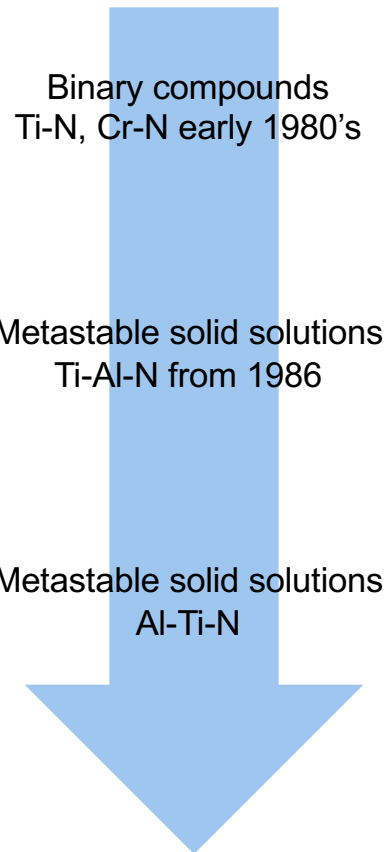 Binary compounds
Ti-N, Cr-N early 1980’s
Metastable solid solutions
Ti-Al-N from 1986
Metastable solid solutions
Al-Ti-N